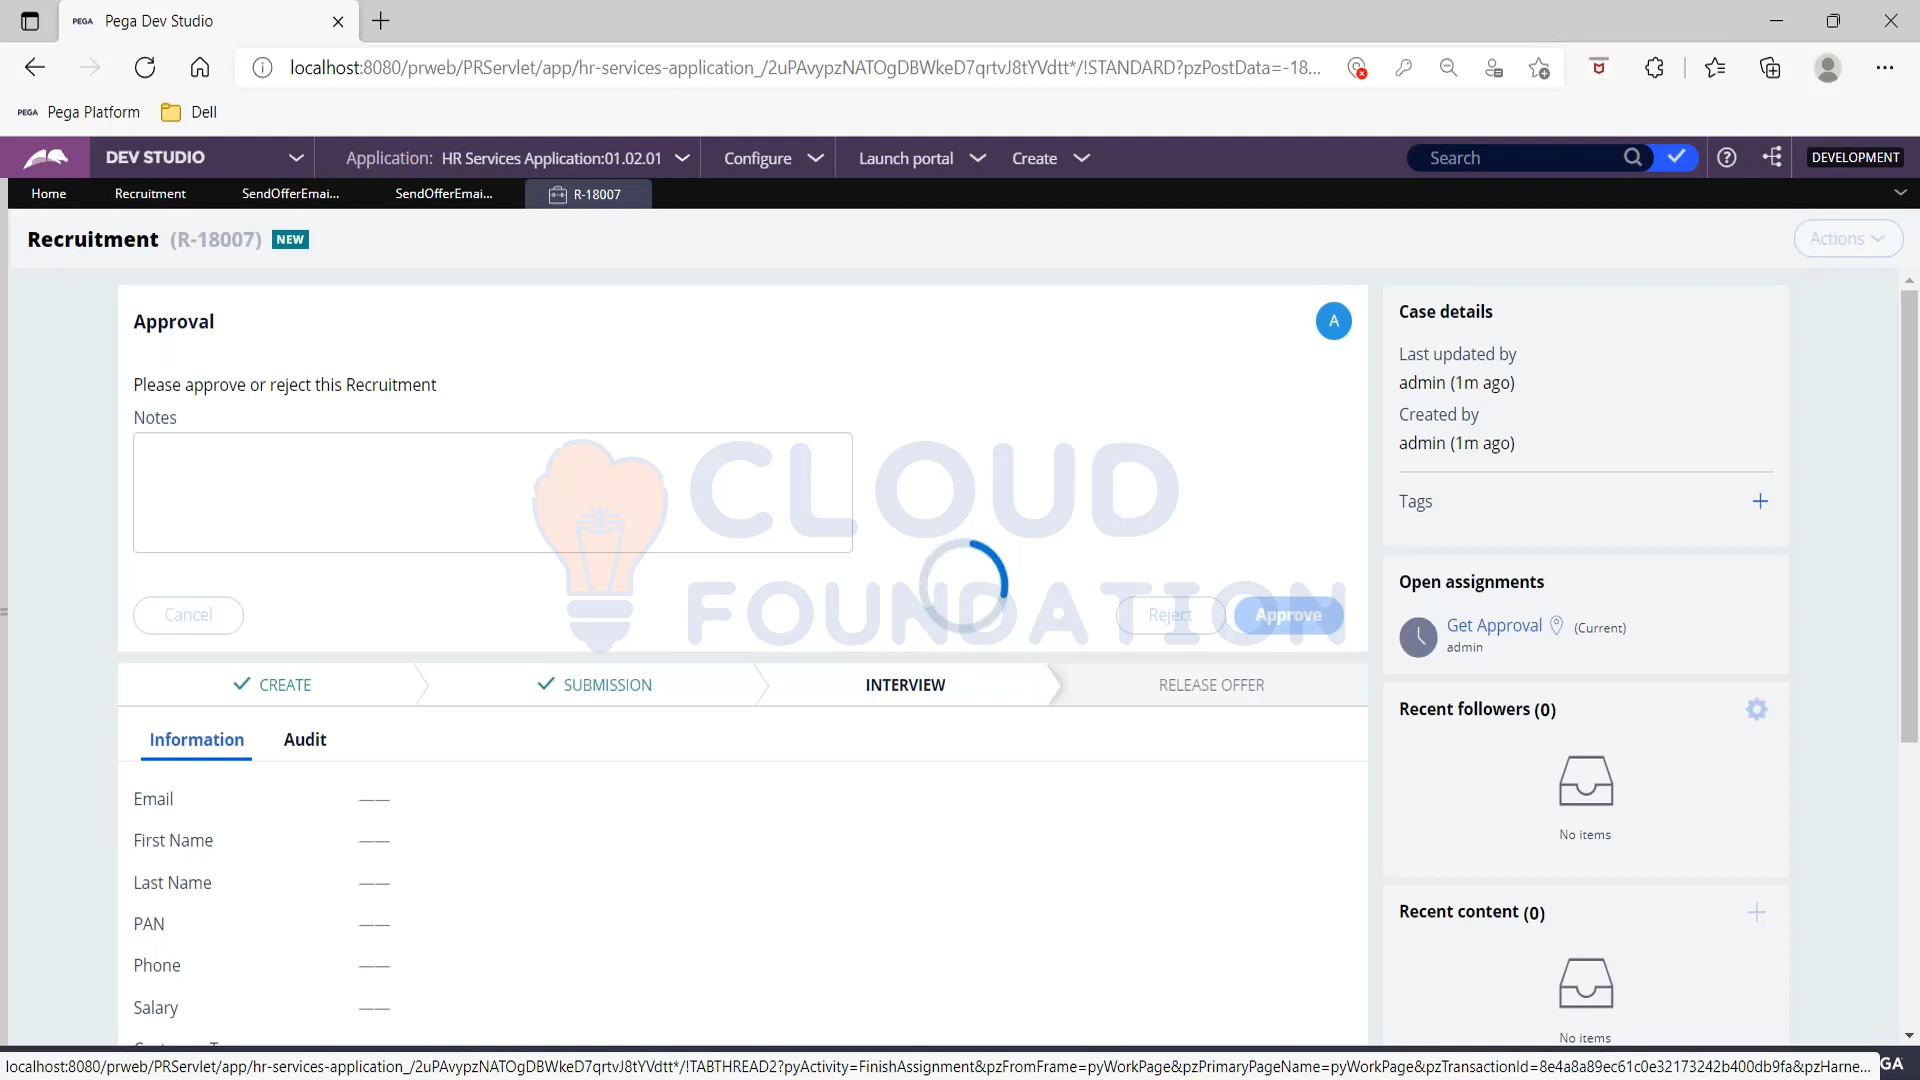 PEGA Pega Dev Studio
localhost:8080/prweb/PRServlet/app/hr-services-application_/2uPAvypzNATOgDBWkeD7qrtvJ8tYVdtt*/!STANDARD?pzPostData=-18...
PEGA Pega Platform Dell
DEV STUDIO Application: HR Services Application:01.02.01 Configure Launch portal Create Search DEVELOPMENT
Home Recruitment SendOfferEmai... SendOfferEmai... R-18007
Recruitment (R-18007) NEW Actions
Approval A
Please approve or reject this Recruitment
Notes
CLOUD
FOUNDATION
Cancel Reject Approve
CREATE SUBMISSION INTERVIEW RELEASE OFFER
Information Audit
Email ——
First Name ——
Last Name ——
PAN ——
Phone ——
Salary ——
Case details
Last updated by
admin (1m ago)
Created by
admin (1m ago)
Tags
Open assignments
Get Approval (Current)
admin
Recent followers (0)
No items
Recent content (0)
No items
localhost:8080/prweb/PRServlet/app/hr-services-application_/2uPAvypzNATOgDBWkeD7qrtvJ8tYVdtt*/!TABTHREAD2?pyActivity=FinishAssignment&pzFromFrame=pyWorkPage&pzPrimaryPageName=pyWorkPage&pzTransactionId=8e4a8a89ec61c0e32173242b400db9fa&pzHarne... GA